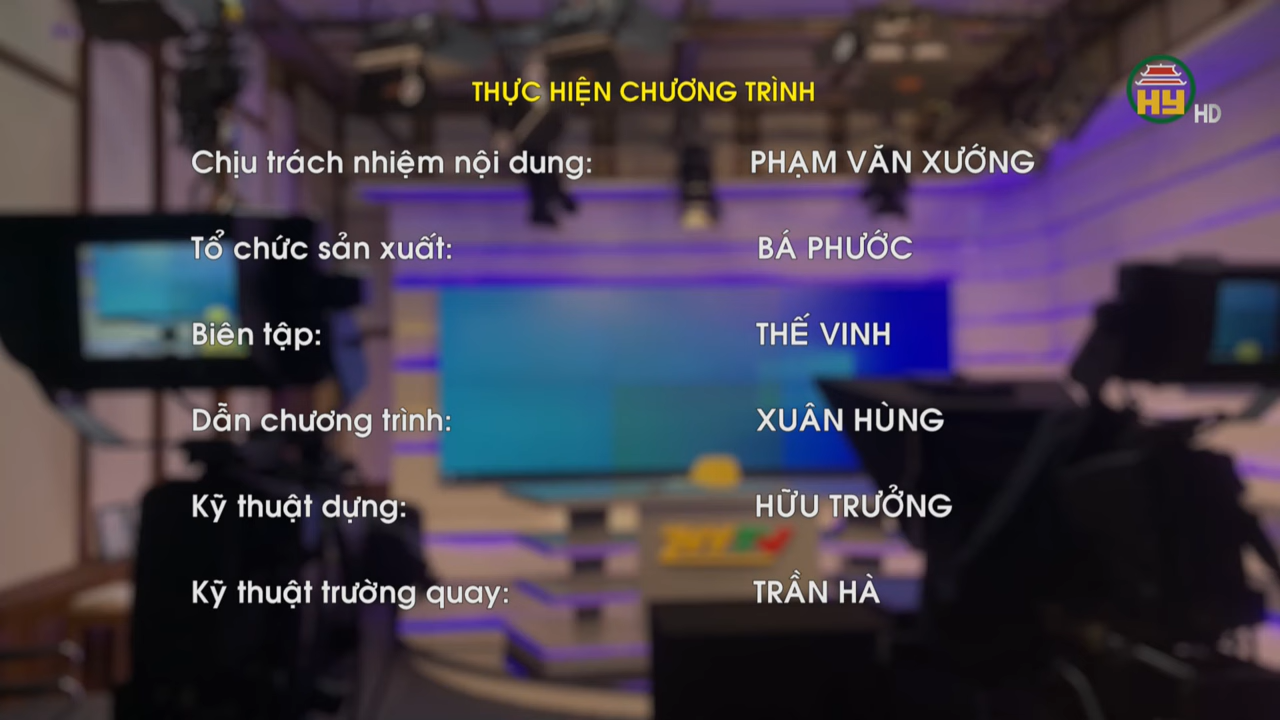 THỰC HIỆN CHƯƠNG TRÌNH
HY HD
Chịu trách nhiệm nội dung: PHẠM VĂN XƯỚNG
Tổ chức sản xuất: BÁ PHƯỚC
Biên tập: THẾ VINH
Dẫn chương trình: XUÂN HÙNG
Kỹ thuật dựng: HỮU TRƯỞNG
Kỹ thuật trường quay: TRẦN HÀ